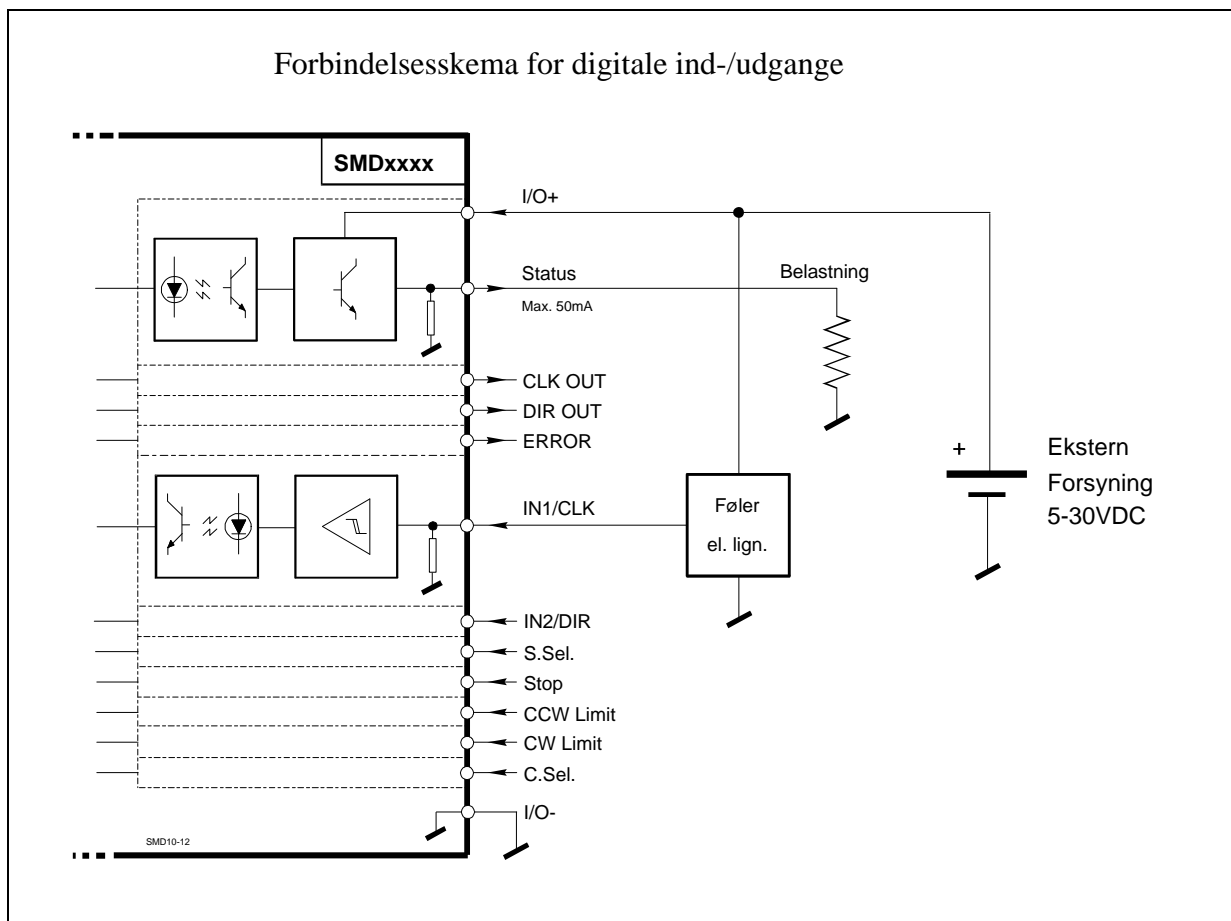 Forbindelsesskema for digitale ind-/udgange
SMDxxxx
I/O+
Status
Max. 50mA
Belastning
CLK OUT
DIR OUT
ERROR
+
Ekstern
Forsyning
5-30VDC
IN1/CLK
Føler
el. lign.
IN2/DIR
S.Sel.
Stop
CCW Limit
CW Limit
C.Sel.
I/O-
SMD10-12